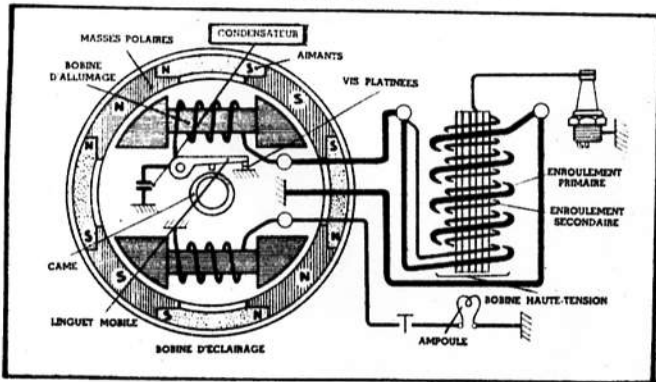 CONDENSATEUR
MASSES POLAIRES
AIMANTS
BOBINE
D'ALLUMAGE
VIS PLATINEES
N
S
N
S
N
S
S
N
S
N
S
N
S
N
ENROULEMENT
PRIMAIRE
ENROULEMENT
SECONDAIRE
CAME
BOBINE HAUTE-TENSION
LINGUET MOBILE
AMPOULE
BOBINE D'ECLAIRAGE